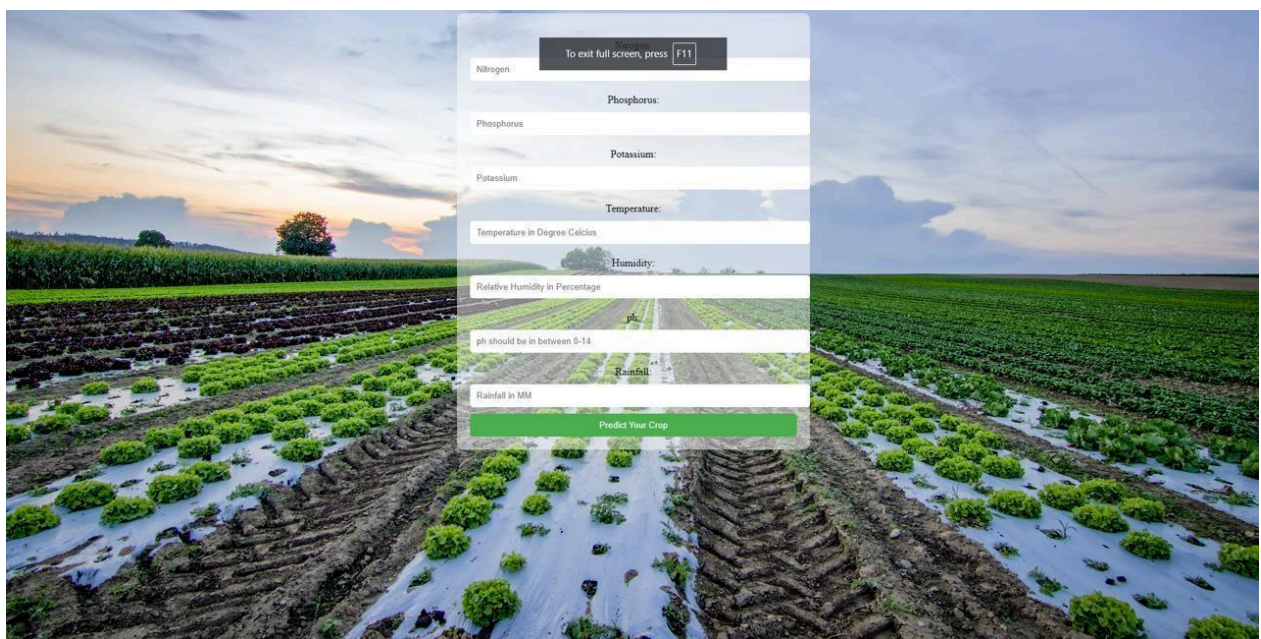 To exit full screen, press F11
Nitrogen
Phosphorus:
Phosphorus
Potassium:
Potassium
Temperature:
Temperature in Degree Celcius
Humidity:
Relative Humidity in Percentage
ph:
ph should be in between 0-14
Rainfall:
Rainfall in MM
Predict Your Crop